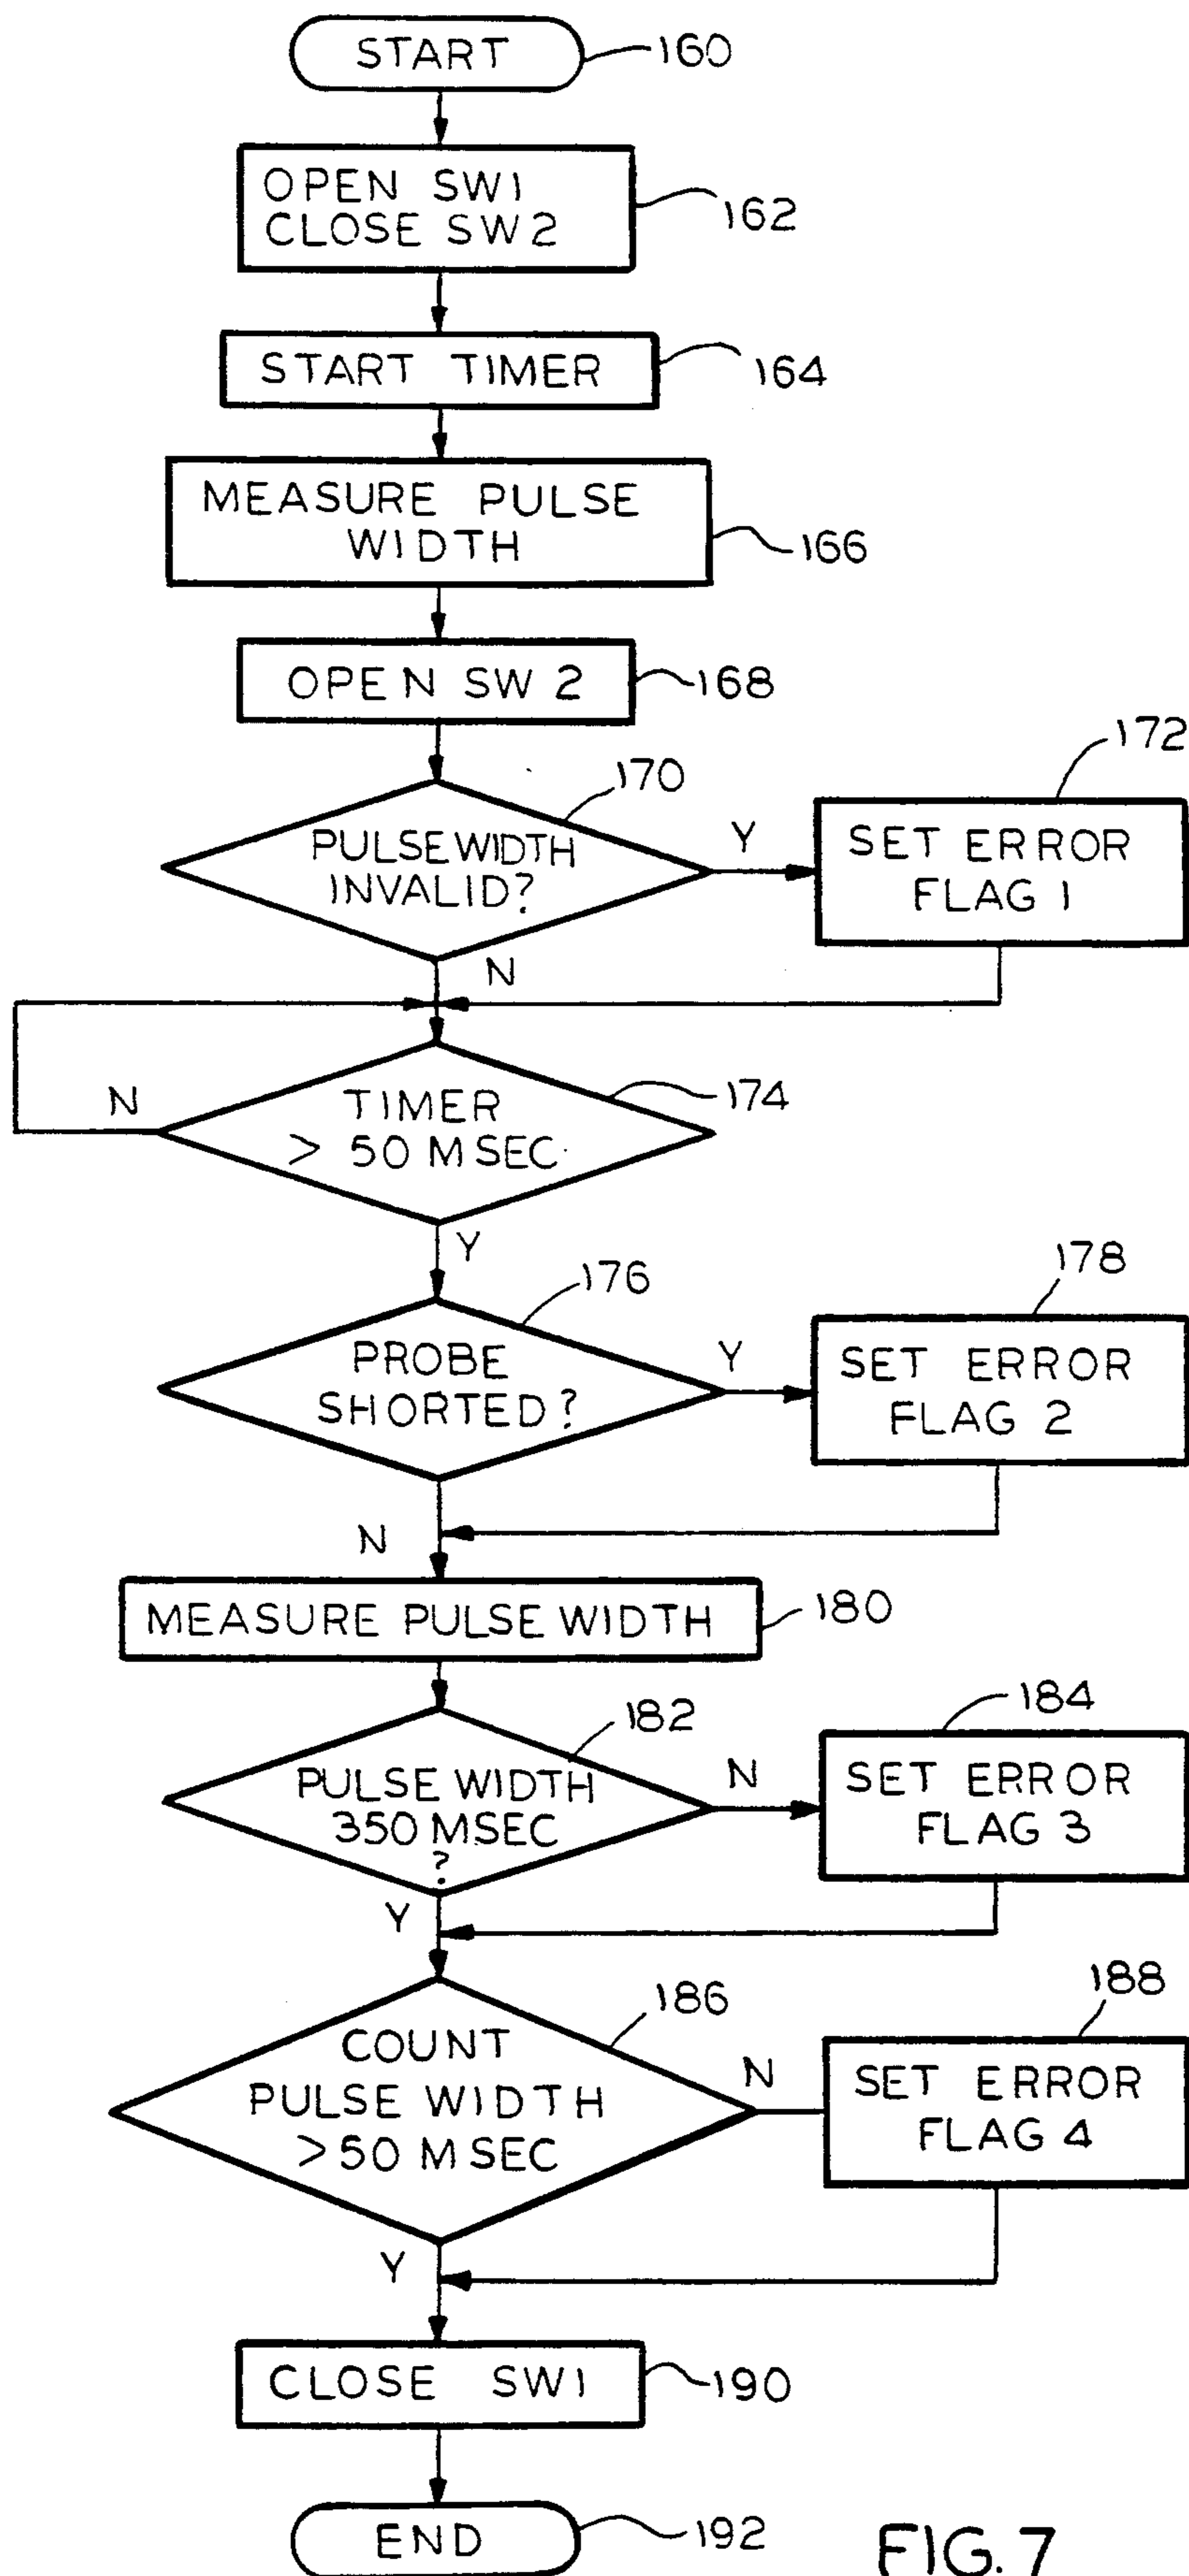 START
160
OPEN SW1
CLOSE SW2
162
START TIMER
164
MEASURE PULSE
WIDTH
166
OPEN SW 2
168
170
172
PULSEWIDTH
INVALID?
Y
SET ERROR
FLAG 1
N
N
TIMER
> 50 MSEC
174
Y
176
178
PROBE
SHORTED?
Y
SET ERROR
FLAG 2
N
MEASURE PULSE WIDTH
180
182
184
PULSE WIDTH
350 MSEC
?
N
SET ERROR
FLAG 3
Y
186
188
COUNT
PULSE WIDTH
>50 MSEC
N
SET ERROR
FLAG 4
Y
CLOSE SW1
190
END
192
FIG. 7